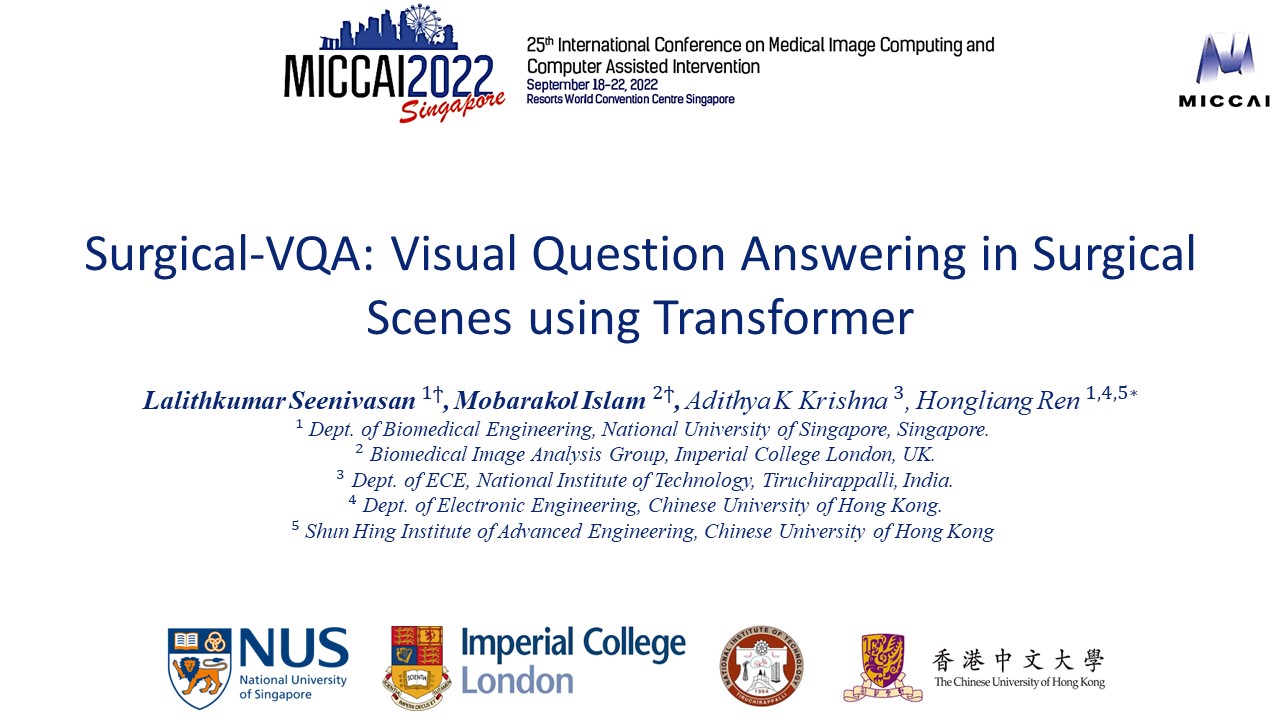 MICCAI2022
Singapore
25th International Conference on Medical Image Computing and
Computer Assisted Intervention
September 18-22, 2022
Resorts World Convention Centre Singapore
MICCAI
Surgical-VQA: Visual Question Answering in Surgical
Scenes using Transformer
Lalithkumar Seenivasan 1†, Mobarakol Islam 2†, Adithya K Krishna 3, Hongliang Ren 1,4,5*
1 Dept. of Biomedical Engineering, National University of Singapore, Singapore.
2 Biomedical Image Analysis Group, Imperial College London, UK.
3 Dept. of ECE, National Institute of Technology, Tiruchirappalli, India.
4 Dept. of Electronic Engineering, Chinese University of Hong Kong.
5 Shun Hing Institute of Advanced Engineering, Chinese University of Hong Kong
NUS
National University
of Singapore
SCIENTIA
Imperial College
London
NATIONAL INSTITUTE OF TECHNOLOGY
1964
TIRUCHIRAPPALLI
香港中文大學
The Chinese University of Hong Kong